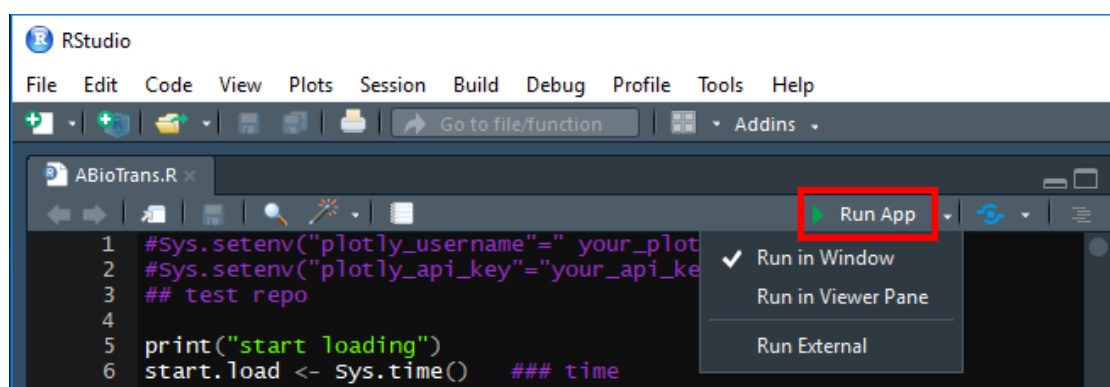 R RStudio
File Edit Code View Plots Session Build Debug Profile Tools Help
Go to file/function Addins
ABioTrans.R
Run App
1 #Sys.setenv("plotly_username"=" your_plot
2 #Sys.setenv("plotly_api_key"="your_api_ke
3 ## test repo
4
5 print("start loading")
6 start.load <- Sys.time() ### time
Run in Window
Run in Viewer Pane
Run External